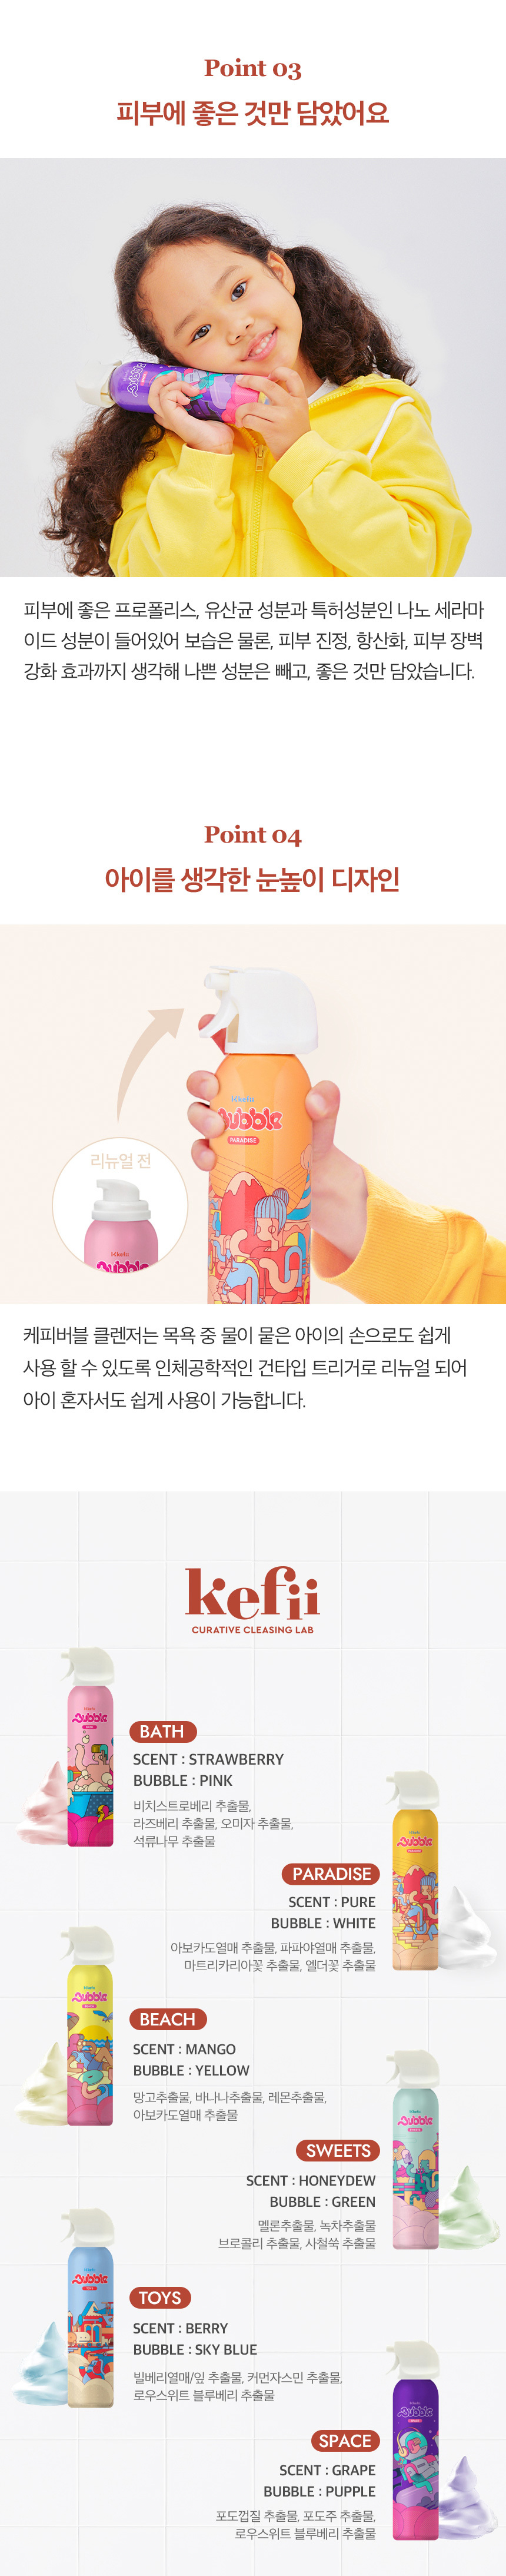 Point 03
피부에 좋은 것만 담았어요
Bubble
피부에 좋은 프로폴리스, 유산균 성분과 특허성분인 나노 세라마
이드 성분이 들어있어 보습은 물론, 피부 진정, 항산화, 피부 장벽
강화 효과까지 생각해 나쁜 성분은 빼고, 좋은 것만 담았습니다.
Point 04
아이를 생각한 눈높이 디자인
kefii
Bubble
PARADISE
리뉴얼 전
kefii
Bubble
케피버블 클렌저는 목욕 중 물이 뭍은 아이의 손으로도 쉽게
사용 할 수 있도록 인체공학적인 건타입 트리거로 리뉴얼 되어
아이 혼자서도 쉽게 사용이 가능합니다.
kefii
CURATIVE CLEASING LAB
Bubble
BATH
SCENT : STRAWBERRY
BUBBLE : PINK
비치스트로베리 추출물,
라즈베리 추출물, 오미자 추출물,
석류나무 추출물
PARADISE
SCENT : PURE
BUBBLE : WHITE
아보카도열매 추출물, 파파야열매 추출물,
마트리카리아꽃 추출물, 엘더꽃 추출물
Bubble
Bubble
BEACH
SCENT : MANGO
BUBBLE : YELLOW
망고추출물, 바나나추출물, 레몬추출물,
아보카도열매 추출물
SWEETS
SCENT : HONEYDEW
BUBBLE : GREEN
멜론추출물, 녹차추출물
브로콜리 추출물, 사철쑥 추출물
Bubble
Bubble
TOYS
SCENT : BERRY
BUBBLE : SKY BLUE
빌베리열매/잎 추출물, 커먼자스민 추출물,
로우스위트 블루베리 추출물
SPACE
SCENT : GRAPE
BUBBLE : PUPPLE
포도껍질 추출물, 포도주 추출물,
로우스위트 블루베리 추출물
Bubble